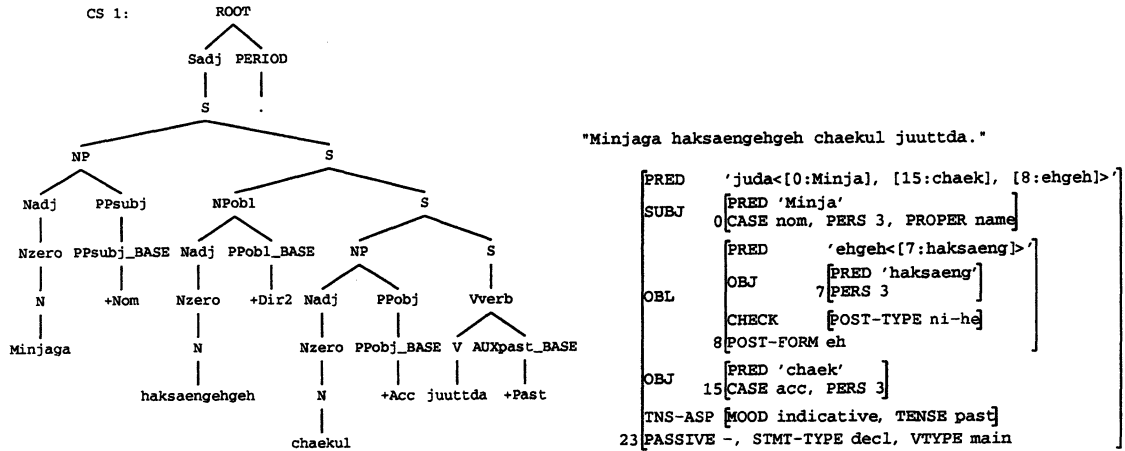 CS 1: ROOT
Sadj PERIOD
S .
NP S
Nadj PPsubj NPobl S
Nzero PPsubj_BASE Nadj PPobl_BASE NP S
N +Nom Nzero +Dir2 Nadj PPobj Vverb
Minjaga N Nzero PPobj_BASE V AUXpast_BASE
haksaengehgeh N +Acc juuttda +Past
chaekul
"Minjaga haksaengehgeh chaekul juuttda."
PRED 'juda<[0:Minja], [15:chaek], [8:ehgeh]>'
PRED 'Minja'
SUBJ
0 CASE nom, PERS 3, PROPER name
PRED 'ehgeh<[7:haksaeng]>'
PRED 'haksaeng'
OBJ
7 PERS 3
OBL
CHECK [POST-TYPE ni-he]
8 POST-FORM eh
PRED 'chaek'
OBJ
15 CASE acc, PERS 3
TNS-ASP [MOOD indicative, TENSE past]
23 PASSIVE -, STMT-TYPE decl, VTYPE main